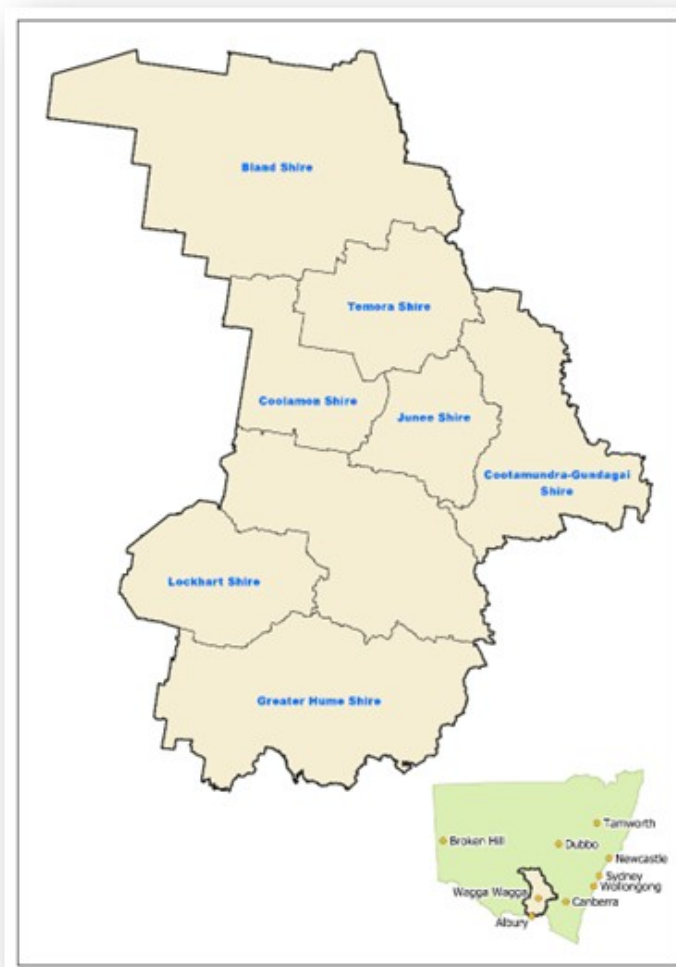 Bland Shire
Temora Shire
Coolamon Shire
Junee Shire
Cootamundra-Gundagai
Shire
Lockhart Shire
Greater Hume Shire
Tamworth
Broken Hill
Dubbo
Newcastle
Sydney
Wagga Wagga
Wollongong
Canberra
Albury